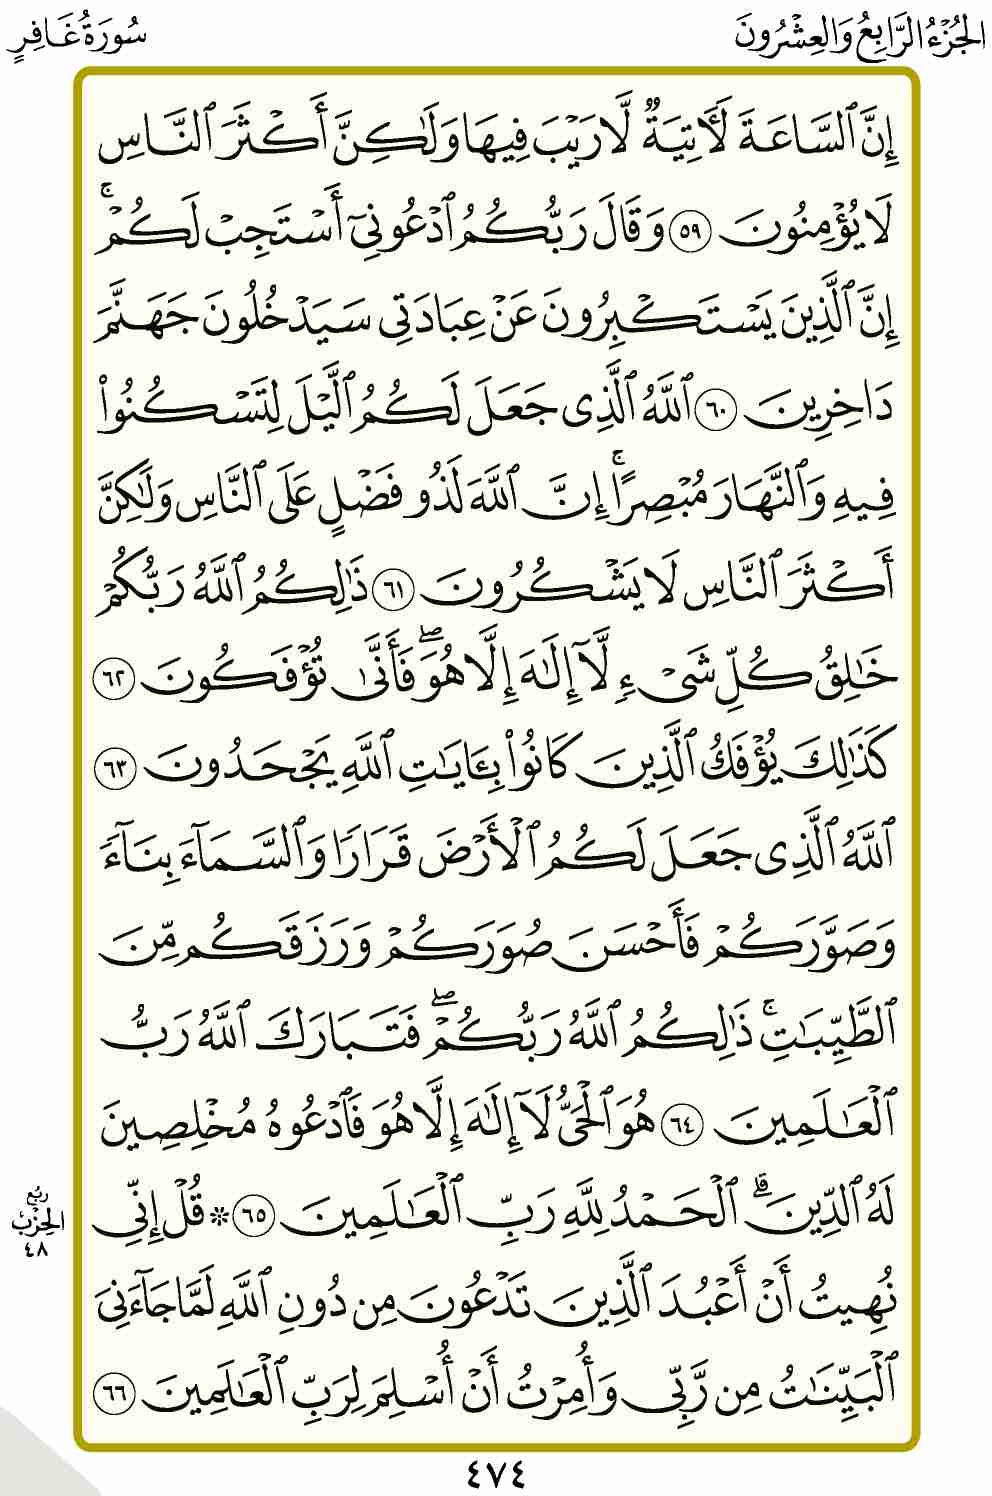 الجُزْءُ الرَّابِعُ وَالعِشْرُونَ
سُورَةُ غَافِرٍ
إِنَّ ٱلسَّاعَةَ لَأٓتِيَةٌ لَّا رَيْبَ فِيهَا وَلَٰكِنَّ أَكْثَرَ ٱلنَّاسِ
لَا يُؤْمِنُونَ ٥٩ وَقَالَ رَبُّكُمُ ٱدْعُونِيٓ أَسْتَجِبْ لَكُمْۚ
إِنَّ ٱلَّذِينَ يَسْتَكْبِرُونَ عَنْ عِبَادَتِي سَيَدْخُلُونَ جَهَنَّمَ
دَاخِرِينَ ٦٠ ٱللَّهُ ٱلَّذِي جَعَلَ لَكُمُ ٱلَّيْلَ لِتَسْكُنُوا۟
فِيهِ وَٱلنَّهَارَ مُبْصِرًاۚ إِنَّ ٱللَّهَ لَذُو فَضْلٍ عَلَى ٱلنَّاسِ وَلَٰكِنَّ
أَكْثَرَ ٱلنَّاسِ لَا يَشْكُرُونَ ٦١ ذَٰلِكُمُ ٱللَّهُ رَبُّكُمْ
خَٰلِقُ كُلِّ شَيْءٍ لَّآ إِلَٰهَ إِلَّا هُوَۖ فَأَنَّىٰ تُؤْفَكُونَ ٦٢
كَذَٰلِكَ يُؤْفَكُ ٱلَّذِينَ كَانُوا۟ بِـَٔايَٰتِ ٱللَّهِ يَجْحَدُونَ ٦٣
ٱللَّهُ ٱلَّذِي جَعَلَ لَكُمُ ٱلْأَرْضَ قَرَارًا وَٱلسَّمَآءَ بِنَآءً
وَصَوَّرَكُمْ فَأَحْسَنَ صُوَرَكُمْ وَرَزَقَكُم مِّنَ
ٱلطَّيِّبَٰتِۚ ذَٰلِكُمُ ٱللَّهُ رَبُّكُمْۖ فَتَبَارَكَ ٱللَّهُ رَبُّ
ٱلْعَٰلَمِينَ ٦٤ هُوَ ٱلْحَيُّ لَآ إِلَٰهَ إِلَّا هُوَ فَٱدْعُوهُ مُخْلِصِينَ
لَهُ ٱلدِّينَۗ ٱلْحَمْدُ لِلَّهِ رَبِّ ٱلْعَٰلَمِينَ ٦٥ * قُلْ إِنِّي
رُبُع
الحِزْب
٤٨
نُهِيتُ أَنْ أَعْبُدَ ٱلَّذِينَ تَدْعُونَ مِن دُونِ ٱللَّهِ لَمَّا جَآءَنِيَ
ٱلْبَيِّنَٰتُ مِن رَّبِّي وَأُمِرْتُ أَنْ أُسْلِمَ لِرَبِّ ٱلْعَٰلَمِينَ ٦٦
٤٧٤